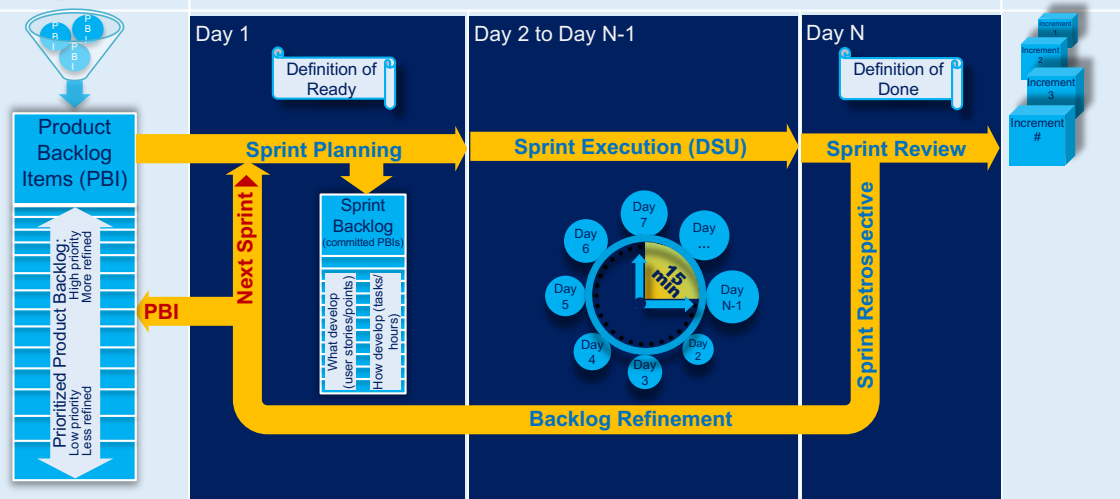 P
B
I
P
B
I
P
B
I
Product
Backlog
Items (PBI)
Prioritized Product Backlog:
High priority
More refined
Low priority
Less refined
Day 1
Definition of
Ready
Sprint Planning
Next Sprint
PBI
Sprint
Backlog
(committed PBIs)
What develop
(user stories/points)
How develop (tasks/
hours)
Day 2 to Day N-1
Sprint Execution (DSU)
Day
7
Day
...
Day
N-1
Day
2
Day
3
Day
4
Day
5
Day
6
15
min
Backlog Refinement
Day N
Definition of
Done
Sprint Review
Sprint Retrospective
Increment
1
Increment
2
Increment
3
Increment
#